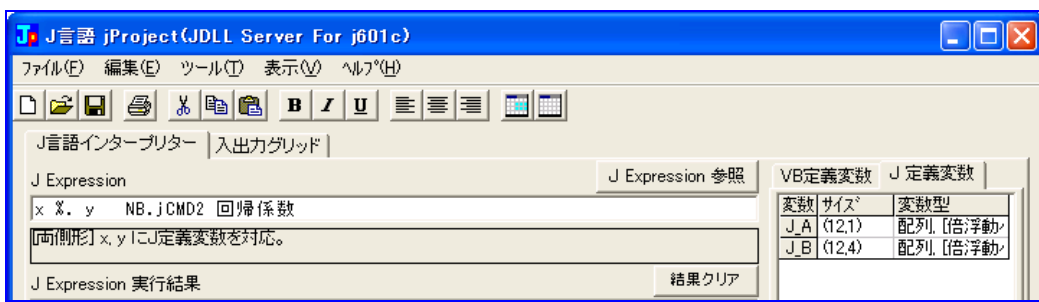 J言語 jProject(JDLL Server For j601c)
ファイル(F) 編集(E) ツール(T) 表示(V) ヘルプ(H)
B I U
J言語インタープリター 入出力グリッド
J Expression
J Expression 参照
x %. y NB.jCMD2 回帰係数
[両側形] x, y にJ定義変数を対応。
J Expression 実行結果
結果クリア
VB定義変数 J 定義変数
変数 サイズ 変数型
J_A (12,1) 配列, [倍浮動
J_B (12,4) 配列, [倍浮動